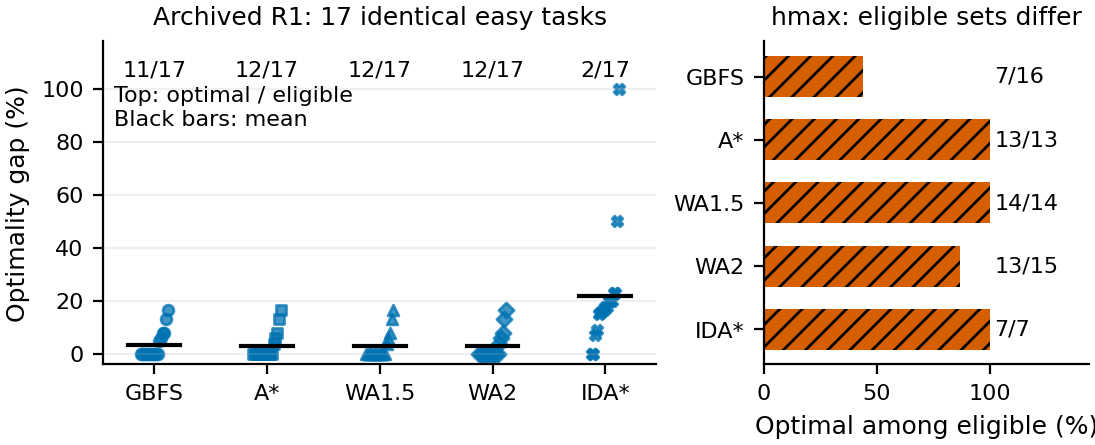 Archived R1: 17 identical easy tasks
11/17 12/17 12/17 12/17 2/17
Top: optimal / eligible
Black bars: mean
Optimality gap (%)
100
80
60
40
20
0
GBFS A* WA1.5 WA2 IDA*
hmax: eligible sets differ
GBFS 7/16
A* 13/13
WA1.5 14/14
WA2 13/15
IDA* 7/7
0 50 100
Optimal among eligible (%)